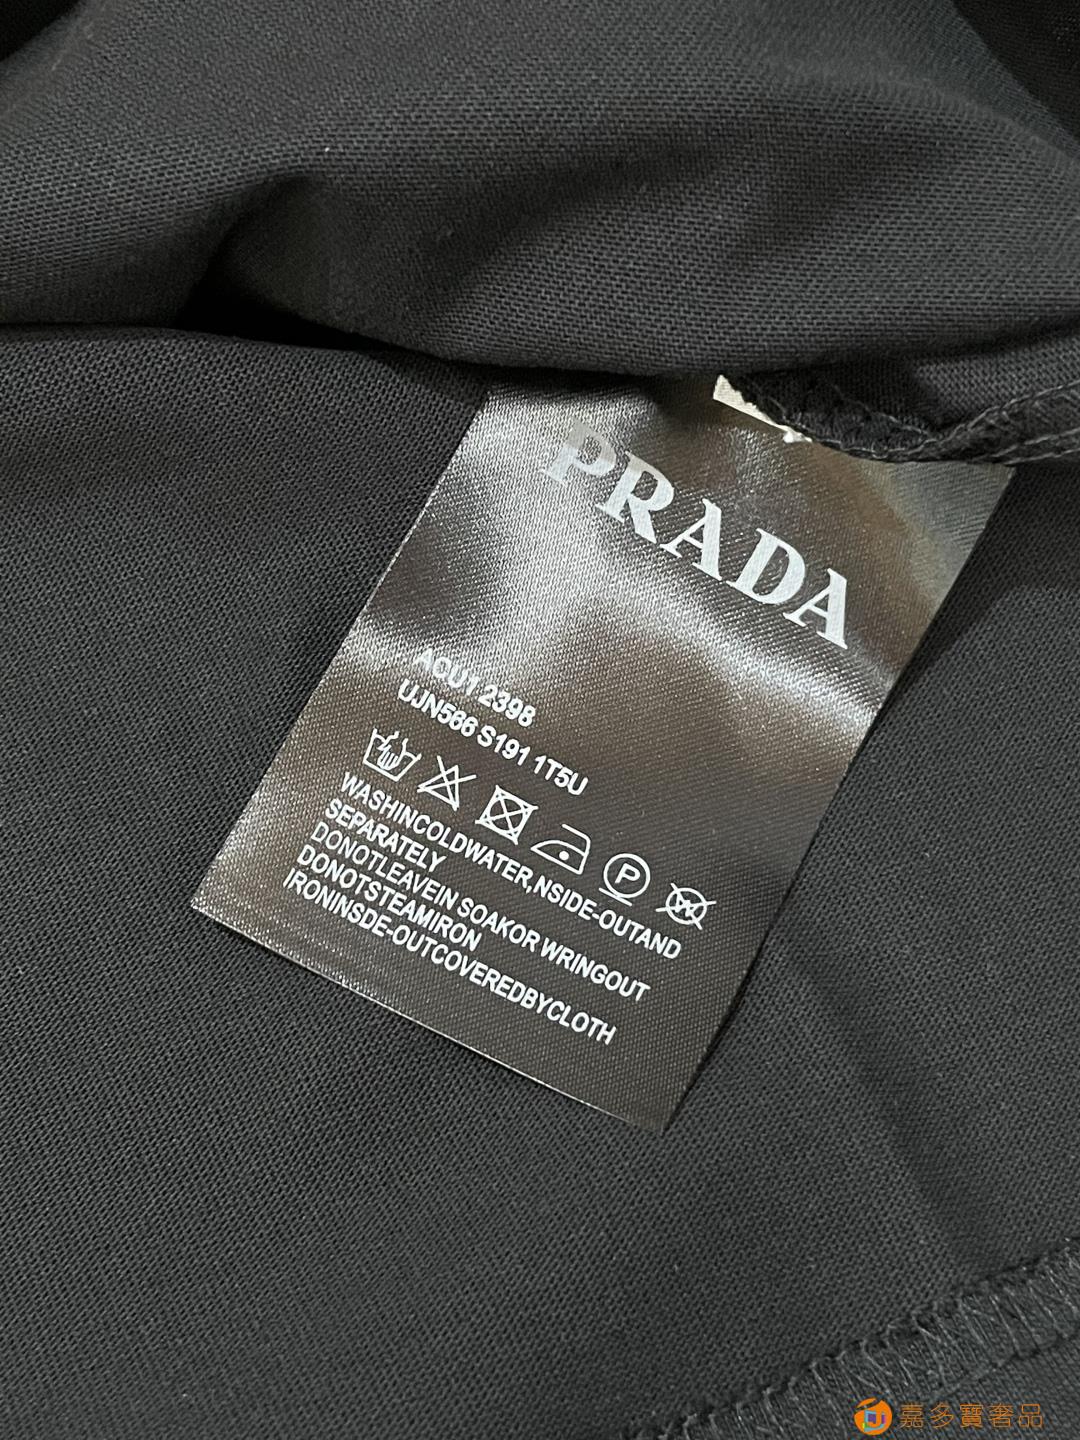 PRADA
ACU1 2398
UJN566 S191 1T5U
P
W
WASHINCOLDWATER,NSIDE-OUTAND
SEPARATELY
DONOTLEAVEIN SOAKOR WRINGOUT
DONOTSTEAMIRON
IRONINSDE-OUTCOVEREDBYCLOTH
嘉多寶奢品